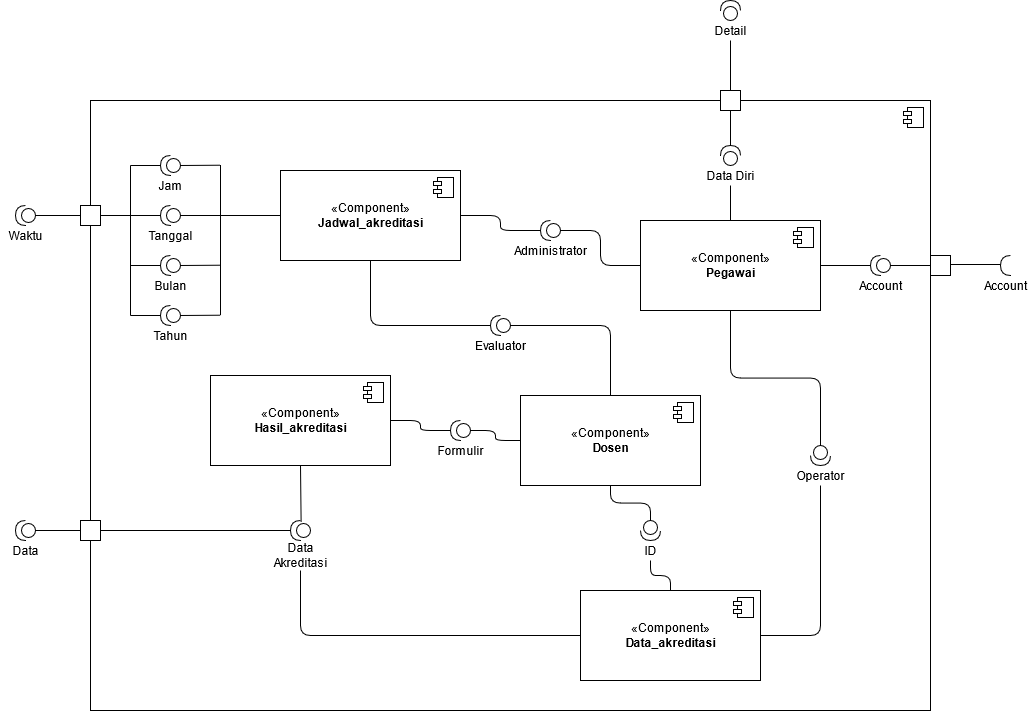 Detail
Data Diri
Jam
Waktu
Tanggal
Bulan
Tahun
«Component»
Jadwal_akreditasi
Administrator
«Component»
Pegawai
Account
Account
Evaluator
«Component»
Hasil_akreditasi
Formulir
«Component»
Dosen
Operator
Data
Data
Akreditasi
ID
«Component»
Data_akreditasi